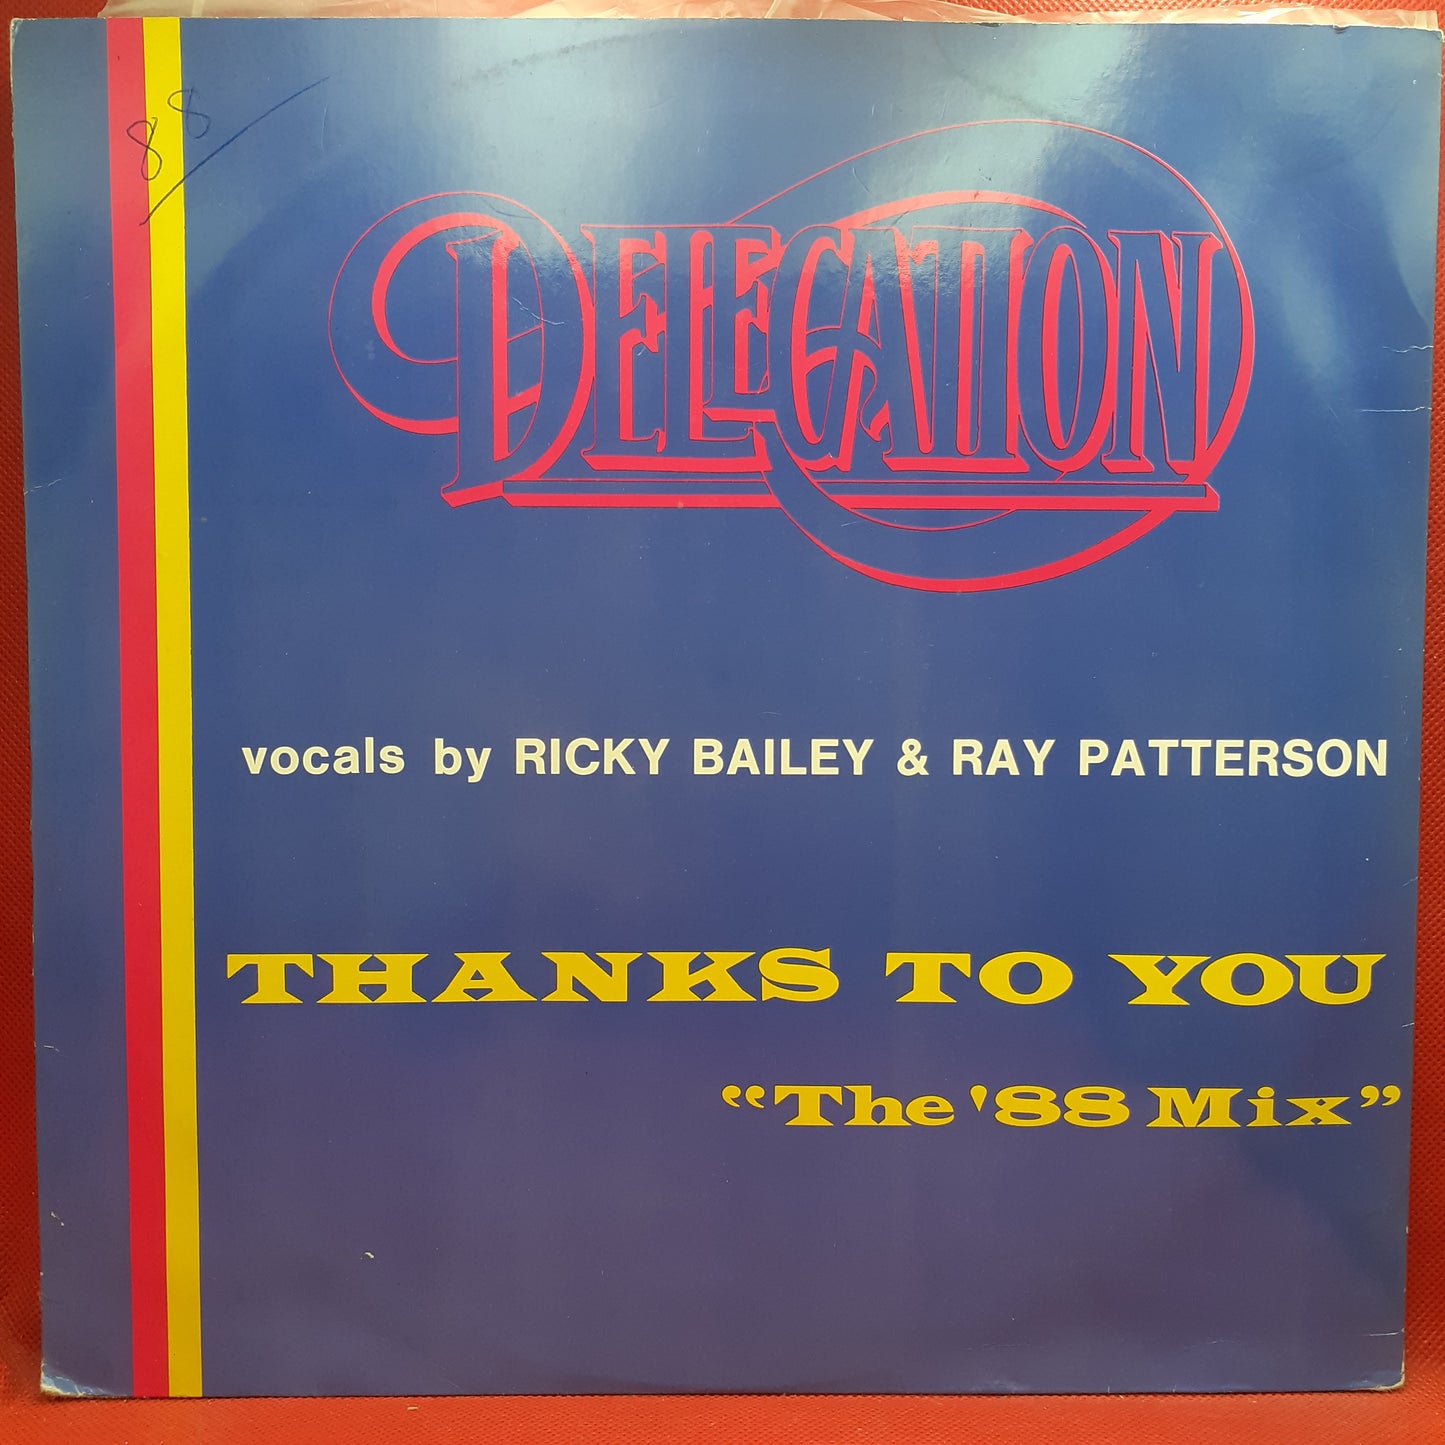 88
DELEGATION
vocals by RICKY BAILEY & RAY PATTERSON
THANKS TO YOU
“The '88 Mix”